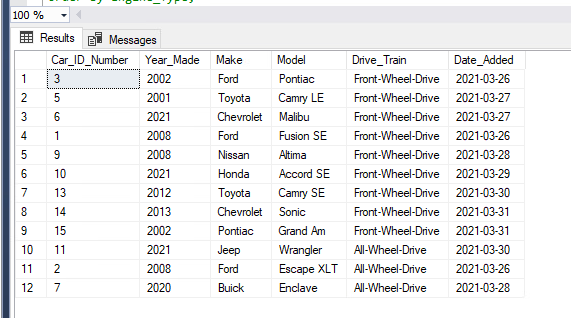 order by Engine_Type;
100 %
Results Messages
Car_ID_Number Year_Made Make Model Drive_Train Date_Added
1 3 2002 Ford Pontiac Front-Wheel-Drive 2021-03-26
2 5 2001 Toyota Camry LE Front-Wheel-Drive 2021-03-27
3 6 2021 Chevrolet Malibu Front-Wheel-Drive 2021-03-27
4 1 2008 Ford Fusion SE Front-Wheel-Drive 2021-03-26
5 9 2008 Nissan Altima Front-Wheel-Drive 2021-03-28
6 10 2021 Honda Accord SE Front-Wheel-Drive 2021-03-29
7 13 2012 Toyota Camry SE Front-Wheel-Drive 2021-03-30
8 14 2013 Chevrolet Sonic Front-Wheel-Drive 2021-03-31
9 15 2002 Pontiac Grand Am Front-Wheel-Drive 2021-03-31
10 11 2021 Jeep Wrangler All-Wheel-Drive 2021-03-30
11 2 2008 Ford Escape XLT All-Wheel-Drive 2021-03-26
12 7 2020 Buick Enclave All-Wheel-Drive 2021-03-28